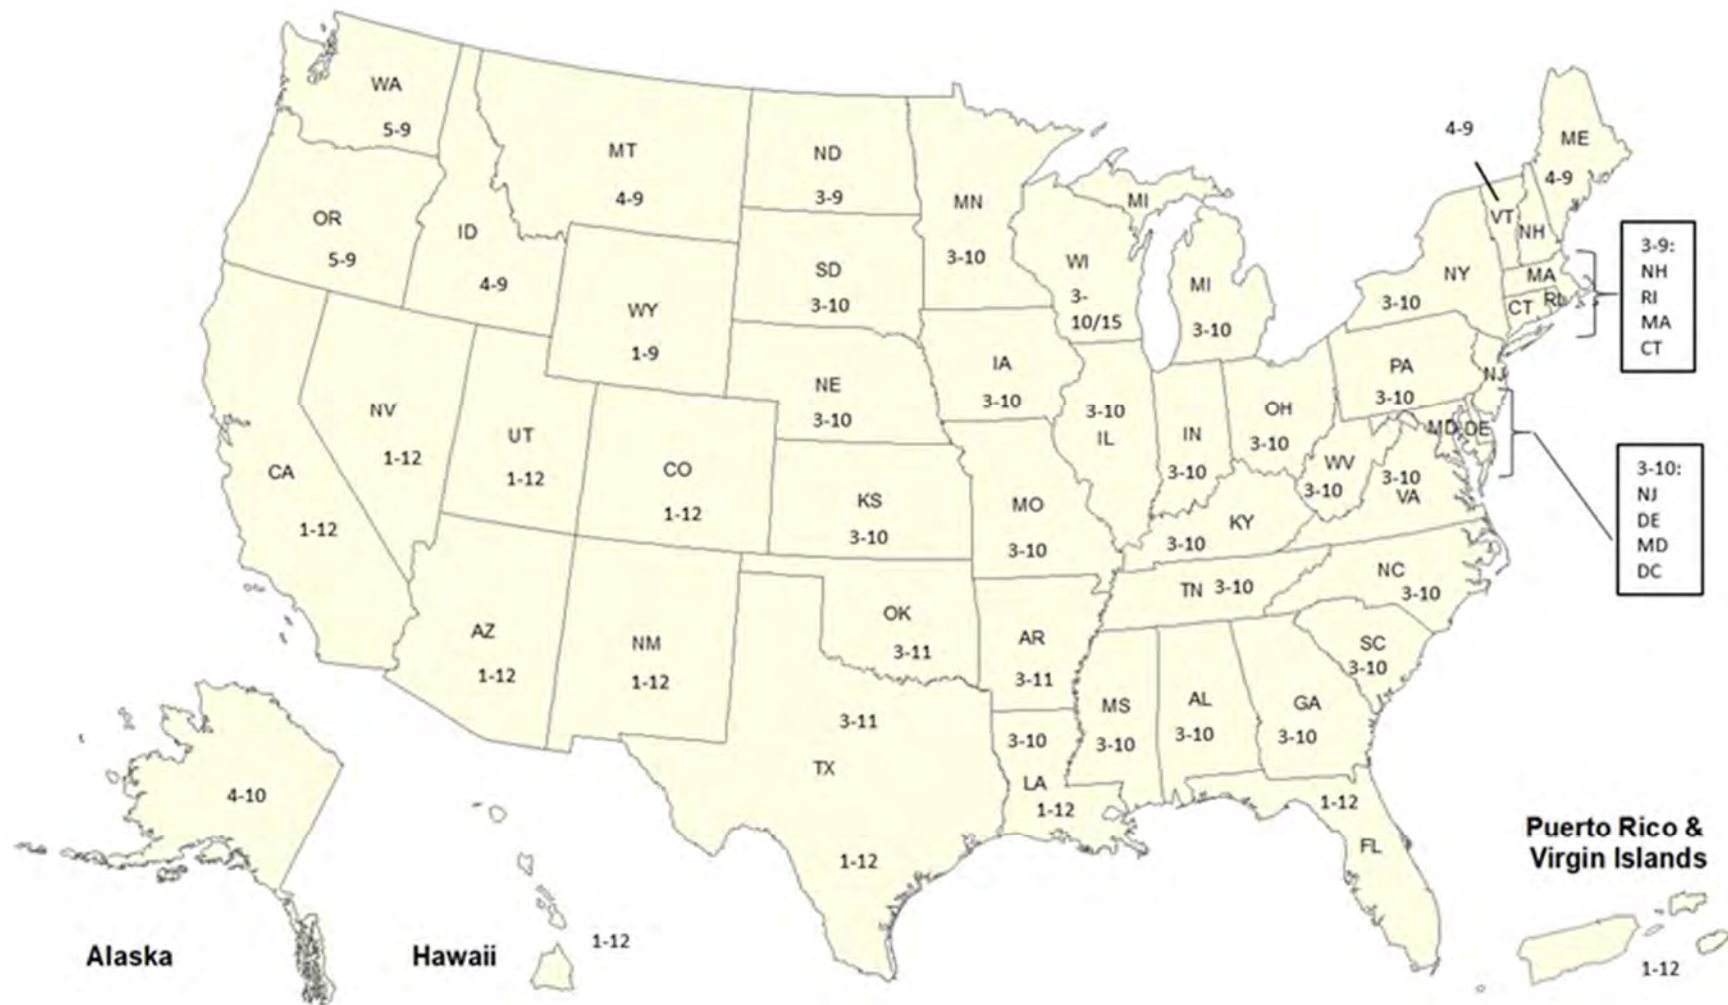 WA
5-9
MT
4-9
ND
3-9
MN
3-10
OR
5-9
ID
4-9
WY
1-9
SD
3-10
WI
3-
10/15
MI
MI
3-10
4-9
ME
4-9
VT
NH
NY
3-10
MA
CT
RI
3-9:
NH
RI
MA
CT
NV
1-12
UT
1-12
CA
1-12
CO
1-12
NE
3-10
KS
3-10
IA
3-10
3-10
IL
MO
3-10
IN
3-10
OH
3-10
PA
3-10
NJ
MD
DE
WV
3-10
3-10
VA
KY
3-10
3-10:
NJ
DE
MD
DC
TN 3-10
NC
3-10
SC
3-10
AZ
1-12
NM
1-12
OK
3-11
AR
3-11
3-11
TX
1-12
3-10
LA
1-12
MS
3-10
AL
3-10
GA
3-10
1-12
FL
4-10
Alaska
Hawaii
1-12
Puerto Rico &
Virgin Islands
1-12